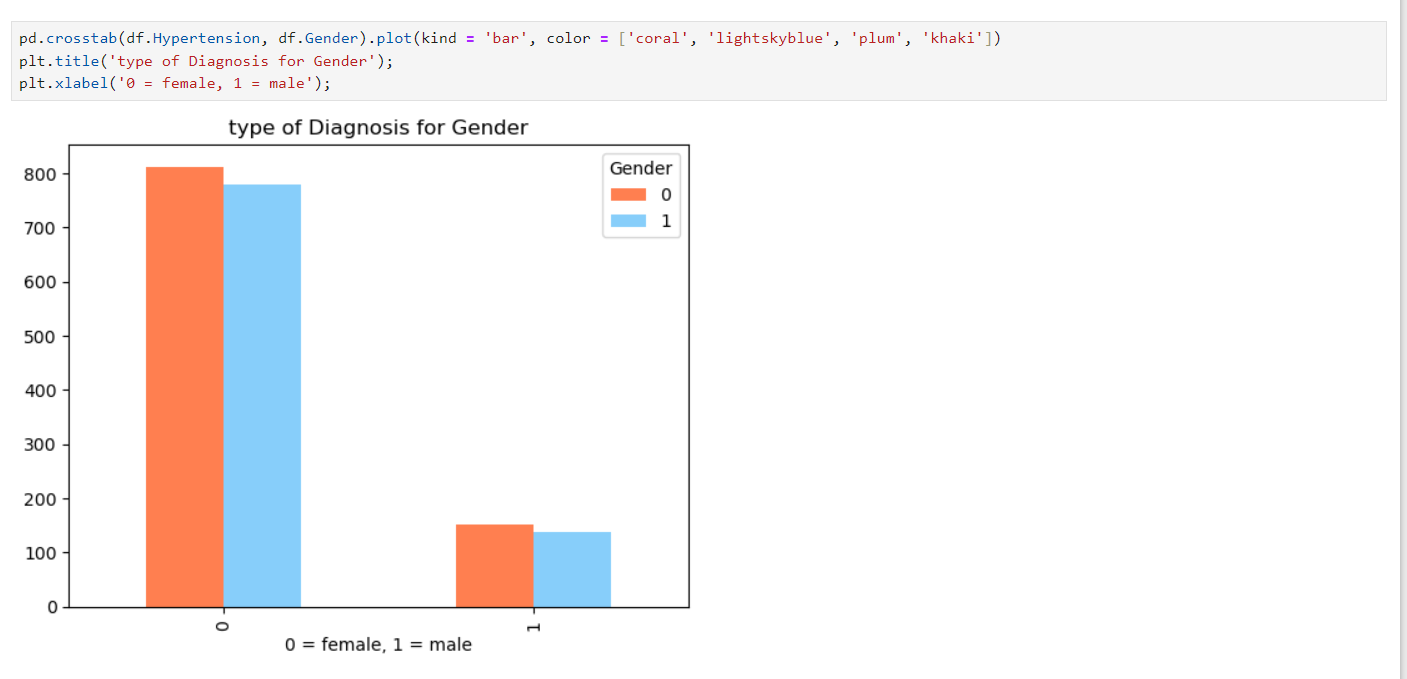 pd.crosstab(df.Hypertension, df.Gender).plot(kind = 'bar', color = ['coral', 'lightskyblue', 'plum', 'khaki'])
plt.title('type of Diagnosis for Gender');
plt.xlabel('0 = female, 1 = male');
type of Diagnosis for Gender
Gender
0
1
800
700
600
500
400
300
200
100
0
0
1
0 = female, 1 = male